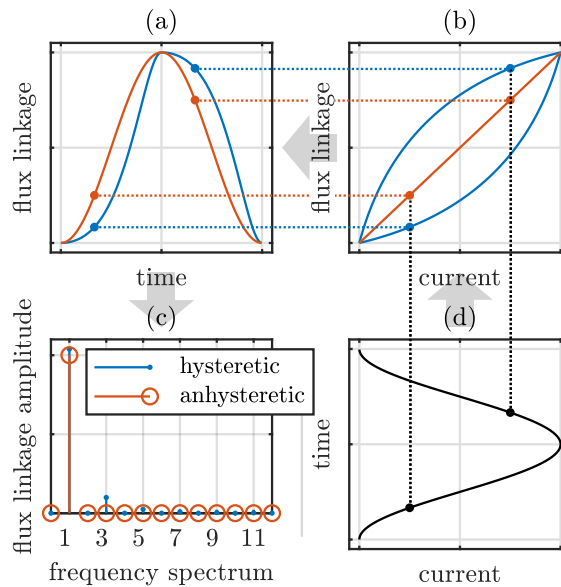 (a)
(b)
flux linkage
flux linkage
time
current
(c)
(d)
flux linkage amplitude
hysteretic
anhysteretic
time
1 3 5 7 9 11
frequency spectrum
current